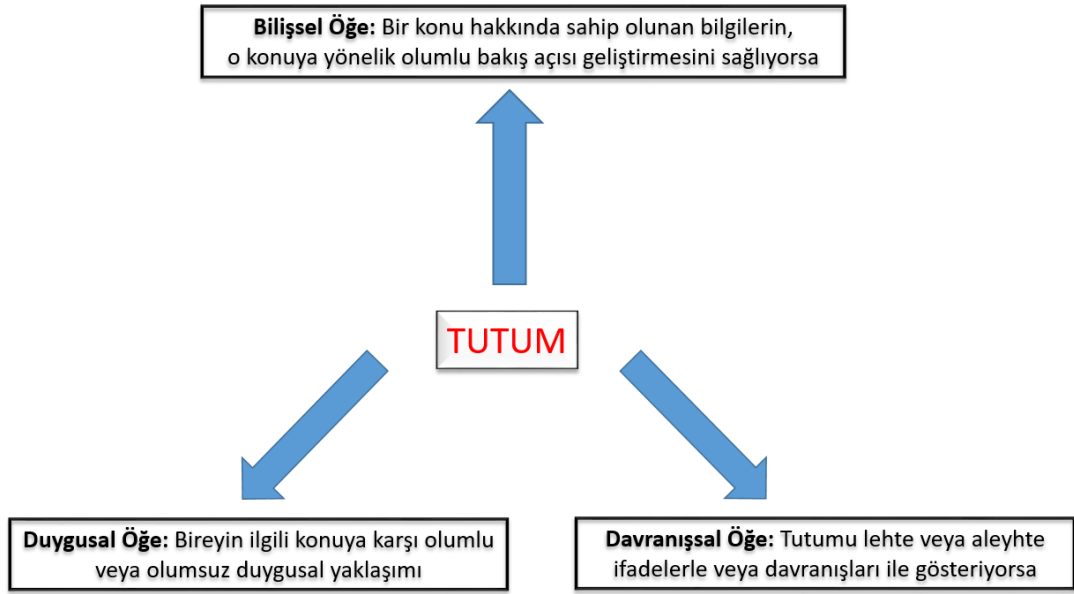 Bilişsel Öğe: Bir konu hakkında sahip olunan bilgilerin,
o konuya yönelik olumlu bakış açısı geliştirmesini sağlıyorsa
TUTUM
Duygusal Öğe: Bireyin ilgili konuya karşı olumlu
veya olumsuz duygusal yaklaşımı
Davranışsal Öğe: Tutumu lehte veya aleyhte
ifadelerle veya davranışları ile gösteriyorsa